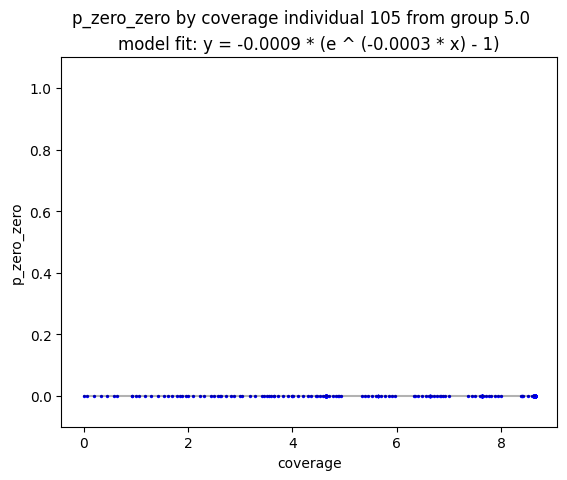 p_zero_zero by coverage individual 105 from group 5.0
model fit: y = -0.0009 * (e ^ (-0.0003 * x) - 1)
1.0
0.8
0.6
0.4
0.2
0.0
p_zero_zero
0 2 4 6 8
coverage